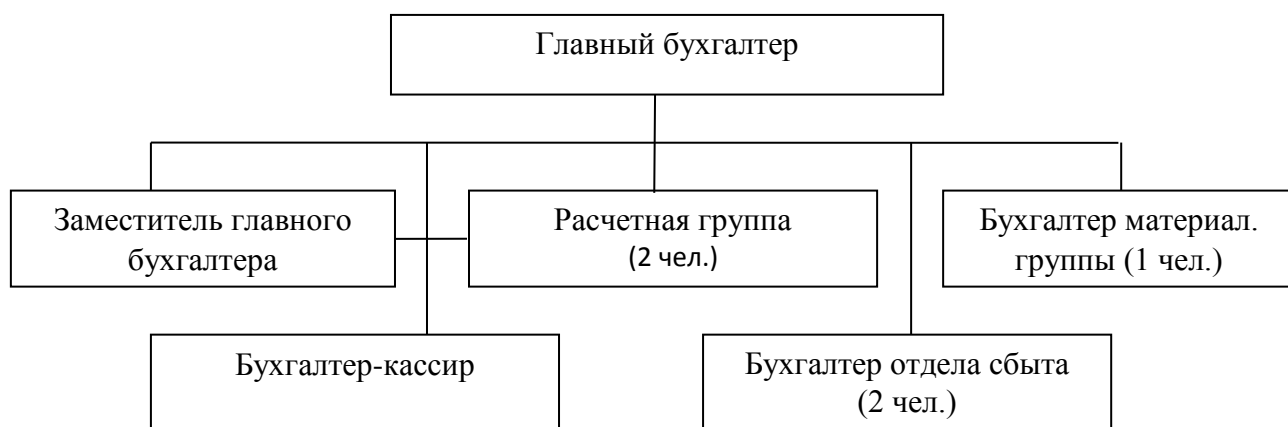 Главный бухгалтер
Заместитель главного
бухгалтера
Расчетная группа
(2 чел.)
Бухгалтер материал.
группы (1 чел.)
Бухгалтер-кассир
Бухгалтер отдела сбыта
(2 чел.)